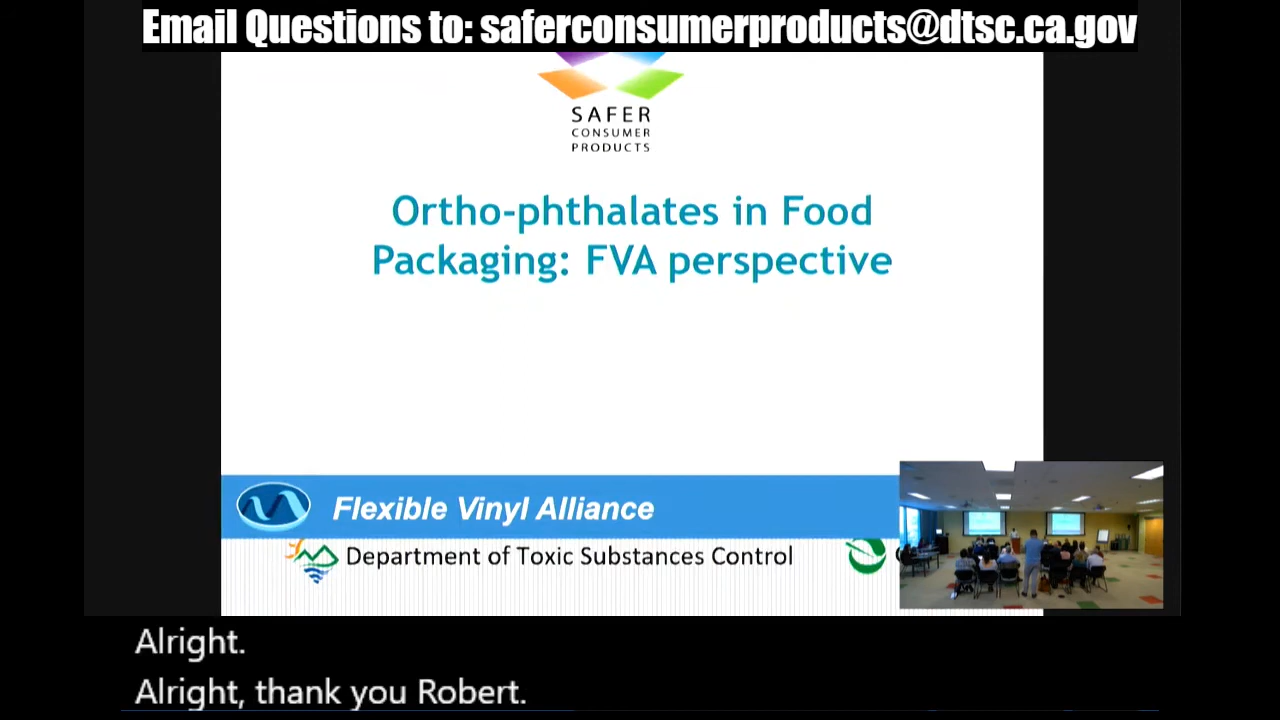 Email Questions to: saferconsumerproducts@dtsc.ca.gov
SAFER
CONSUMER
PRODUCTS
Ortho-phthalates in Food
Packaging: FVA perspective
Flexible Vinyl Alliance
Department of Toxic Substances Control
Alright.
Alright, thank you Robert.